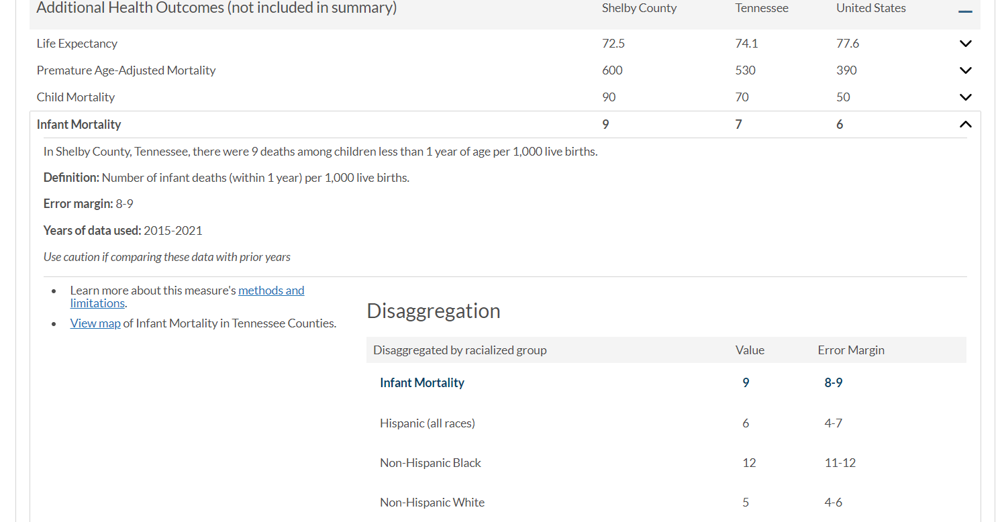 Additional Health Outcomes (not included in summary) Shelby County Tennessee United States
Life Expectancy 72.5 74.1 77.6
Premature Age-Adjusted Mortality 600 530 390
Child Mortality 90 70 50
Infant Mortality 9 7 6
In Shelby County, Tennessee, there were 9 deaths among children less than 1 year of age per 1,000 live births.
Definition: Number of infant deaths (within 1 year) per 1,000 live births.
Error margin: 8-9
Years of data used: 2015-2021
Use caution if comparing these data with prior years
• Learn more about this measure's methods and
limitations.
• View map of Infant Mortality in Tennessee Counties.
Disaggregation
Disaggregated by racialized group Value Error Margin
Infant Mortality 9 8-9
Hispanic (all races) 6 4-7
Non-Hispanic Black 12 11-12
Non-Hispanic White 5 4-6